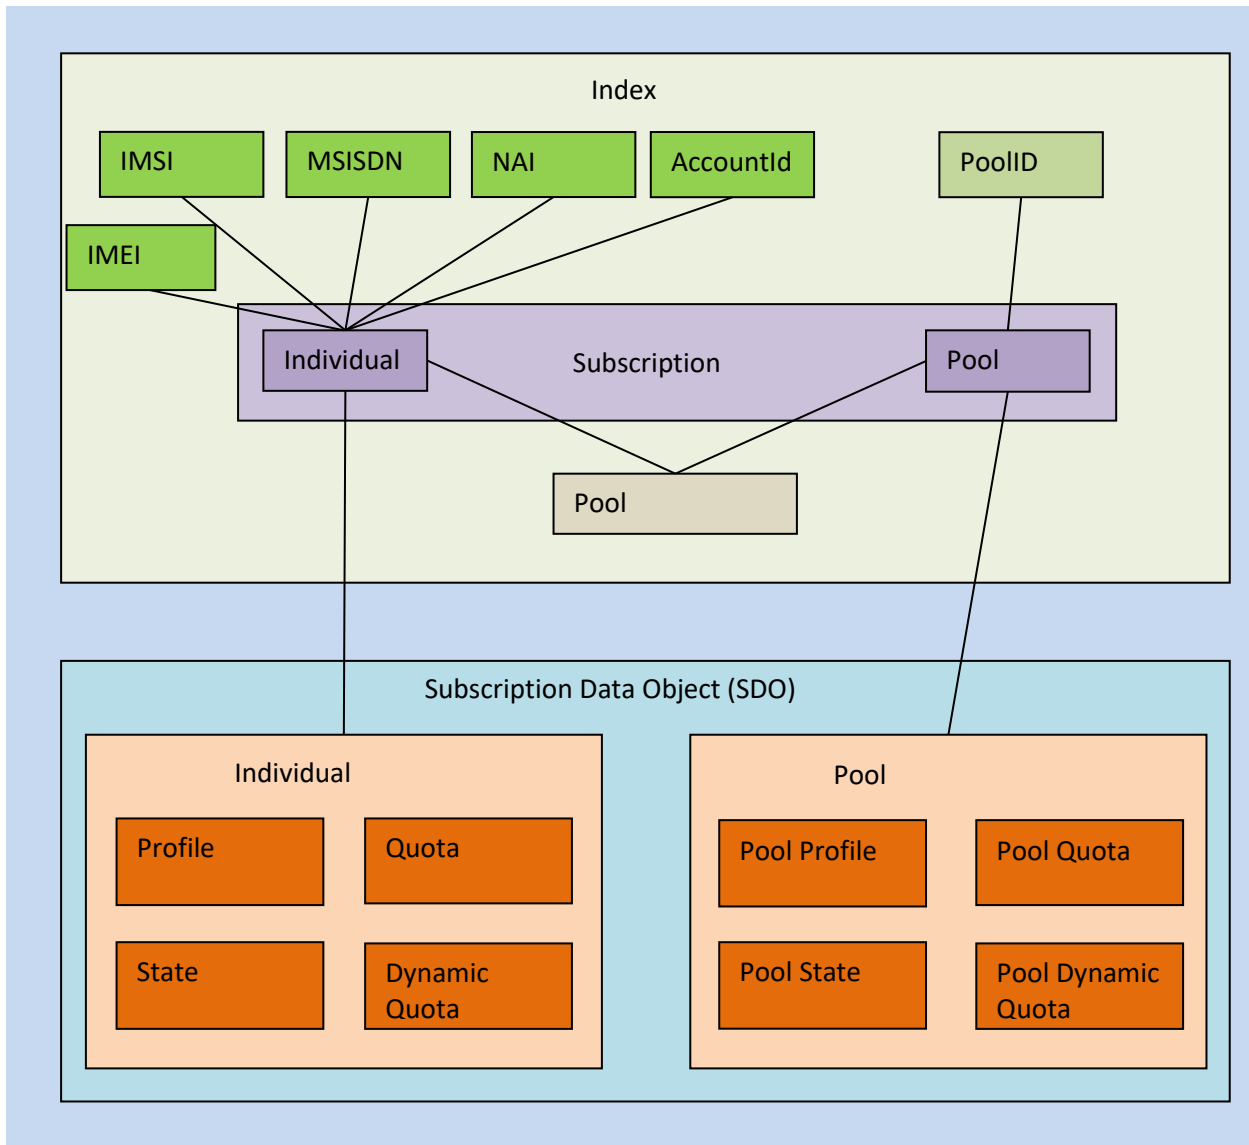 Index
IMSI
MSISDN
NAI
AccountId
PoolID
IMEI
Individual
Subscription
Pool
Pool
Subscription Data Object (SDO)
Individual
Profile
Quota
State
Dynamic
Quota
Pool
Pool Profile
Pool Quota
Pool State
Pool Dynamic
Quota